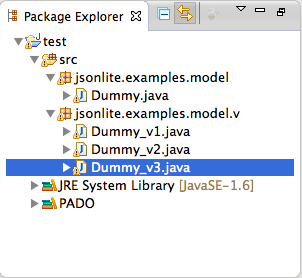 Package Explorer
test
src
jsonlite.examples.model
Dummy.java
jsonlite.examples.model.v
Dummy_v1.java
Dummy_v2.java
Dummy_v3.java
JRE System Library [JavaSE-1.6]
PADO